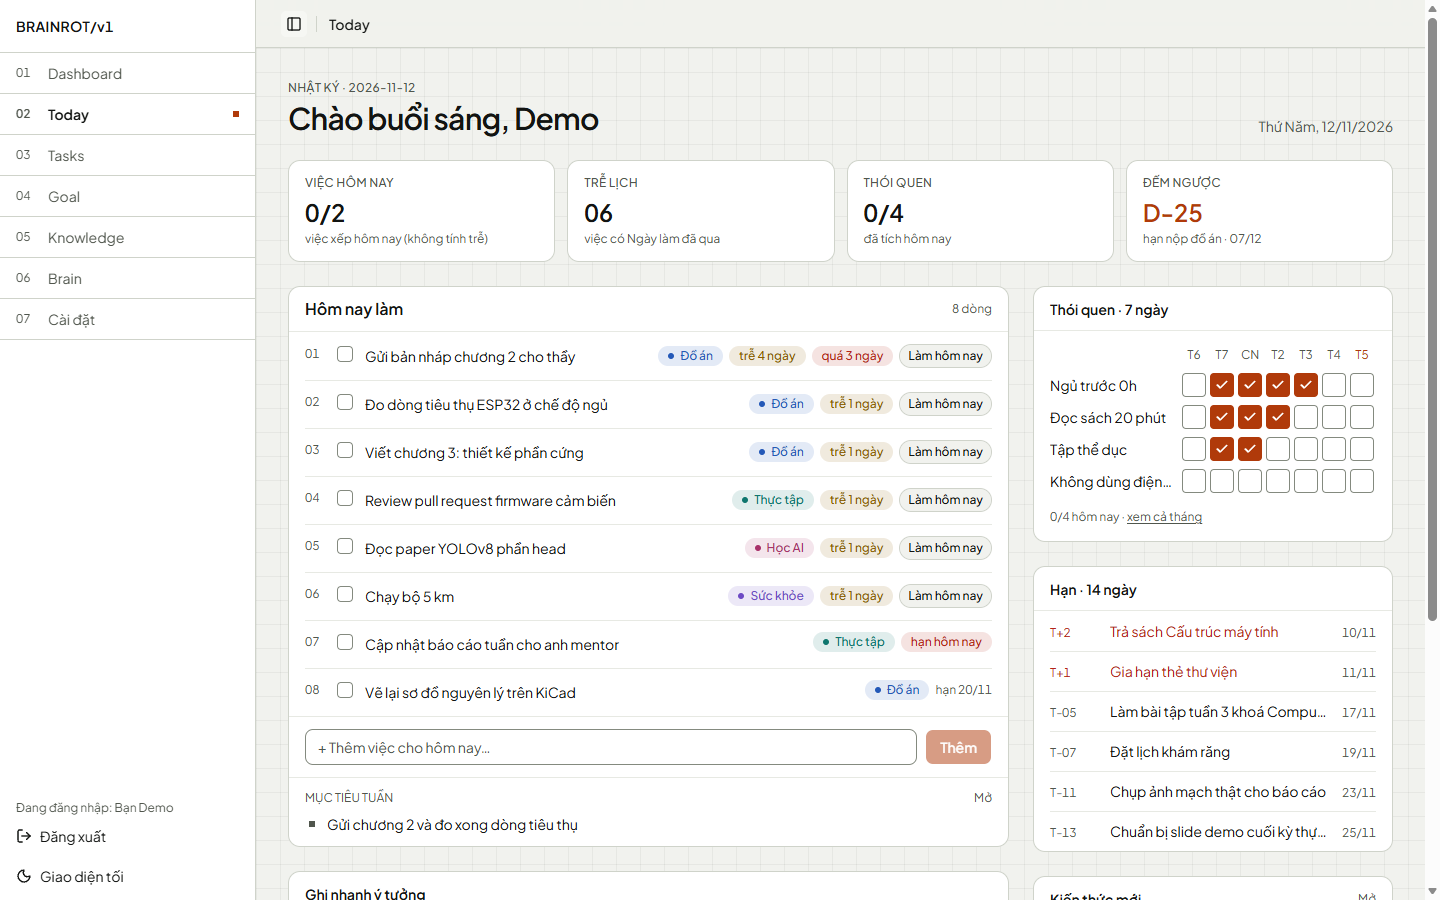 BRAINROT/v1
01 Dashboard
02 Today
03 Tasks
04 Goal
05 Knowledge
06 Brain
07 Cài đặt
Đang đăng nhập: Bạn Demo
Đăng xuất
Giao diện tối
Today
NHẬT KÝ · 2026-11-12
Chào buổi sáng, Demo
Thứ Năm, 12/11/2026
VIỆC HÔM NAY
0/2
việc xếp hôm nay (không tính trễ)
TRỄ LỊCH
06
việc có Ngày làm đã qua
THÓI QUEN
0/4
đã tích hôm nay
ĐẾM NGƯỢC
D-25
hạn nộp đồ án · 07/12
Hôm nay làm 8 dòng
01 Gửi bản nháp chương 2 cho thầy Đồ án trễ 4 ngày quá 3 ngày Làm hôm nay
02 Đo dòng tiêu thụ ESP32 ở chế độ ngủ Đồ án trễ 1 ngày Làm hôm nay
03 Viết chương 3: thiết kế phần cứng Đồ án trễ 1 ngày Làm hôm nay
04 Review pull request firmware cảm biến Thực tập trễ 1 ngày Làm hôm nay
05 Đọc paper YOLOv8 phần head Học AI trễ 1 ngày Làm hôm nay
06 Chạy bộ 5 km Sức khỏe trễ 1 ngày Làm hôm nay
07 Cập nhật báo cáo tuần cho anh mentor Thực tập hạn hôm nay
08 Vẽ lại sơ đồ nguyên lý trên KiCad Đồ án hạn 20/11
+ Thêm việc cho hôm nay... Thêm
MỤC TIÊU TUẦN Mở
Gửi chương 2 và đo xong dòng tiêu thụ
Ghi nhanh ý tưởng
Thói quen · 7 ngày
T6 T7 CN T2 T3 T4 T5
Ngủ trước 0h
Đọc sách 20 phút
Tập thể dục
Không dùng điện...
0/4 hôm nay · xem cả tháng
Hạn · 14 ngày
T+2 Trả sách Cấu trúc máy tính 10/11
T+1 Gia hạn thẻ thư viện 11/11
T-05 Làm bài tập tuần 3 khoá Compu... 17/11
T-07 Đặt lịch khám răng 19/11
T-11 Chụp ảnh mạch thật cho báo cáo 23/11
T-13 Chuẩn bị slide demo cuối kỳ thự... 25/11
Kiến thức mới Mở